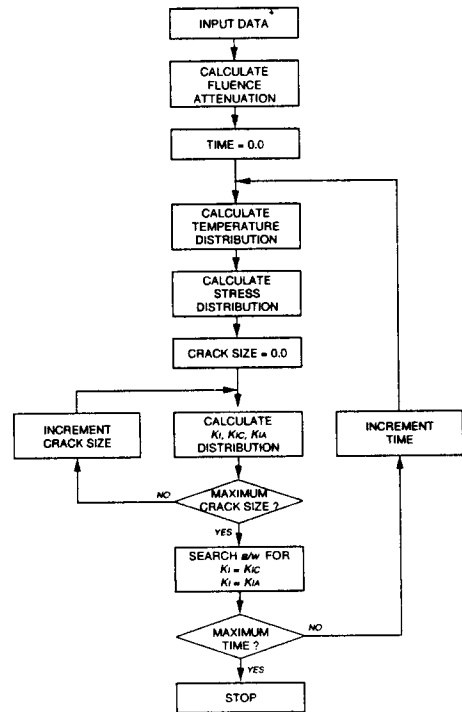 INPUT DATA
CALCULATE
FLUENCE
ATTENUATION
TIME = 0.0
CALCULATE
TEMPERATURE
DISTRIBUTION
CALCULATE
STRESS
DISTRIBUTION
CRACK SIZE = 0.0
INCREMENT
CRACK SIZE
CALCULATE
KI, KIC, KIA
DISTRIBUTION
INCREMENT
TIME
NO
MAXIMUM
CRACK SIZE ?
YES
SEARCH a/w FOR
KI = KIC
KI = KIA
NO
MAXIMUM
TIME ?
YES
STOP